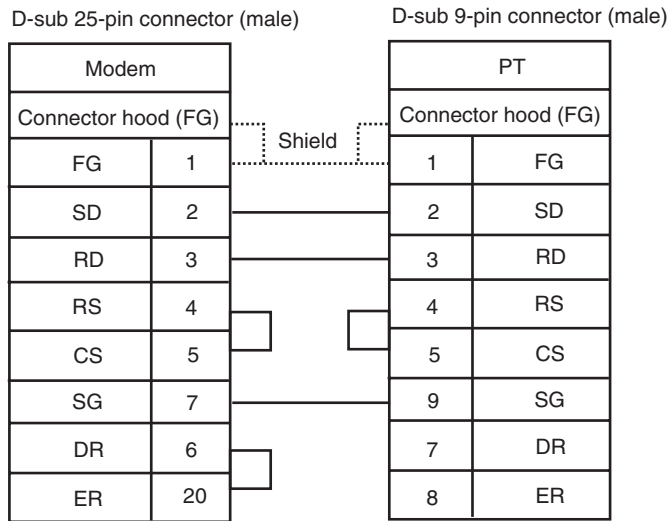 D-sub 25-pin connector (male)
D-sub 9-pin connector (male)
Modem
Connector hood (FG)
FG 1
SD 2
RD 3
RS 4
CS 5
SG 7
DR 6
ER 20
Shield
PT
Connector hood (FG)
1 FG
2 SD
3 RD
4 RS
5 CS
9 SG
7 DR
8 ER